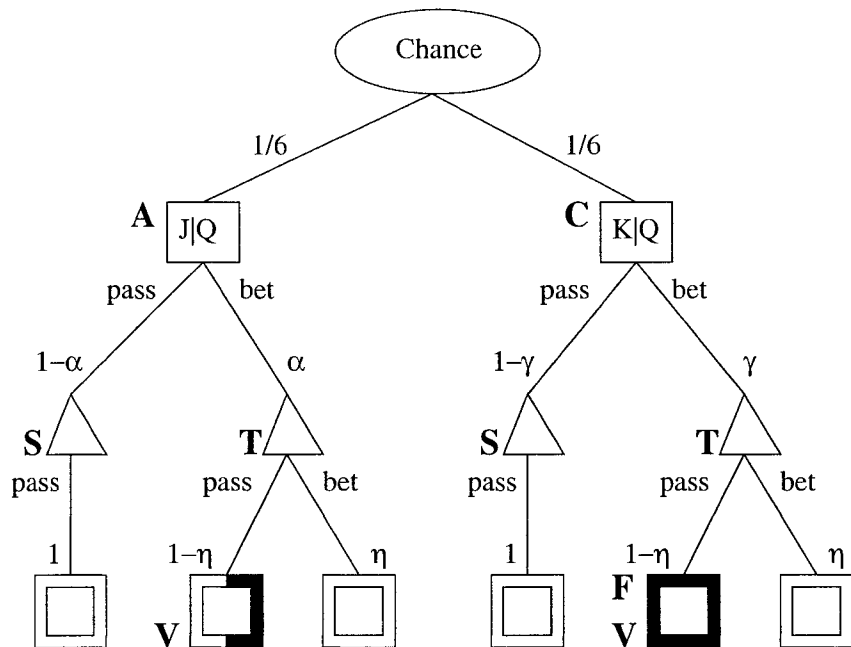 Chance
1/6 1/6
A J|Q C K|Q
pass bet pass bet
1–α α 1–γ γ
S T S T
pass pass bet pass pass bet
1 1–η η 1 1–η η
F
V V